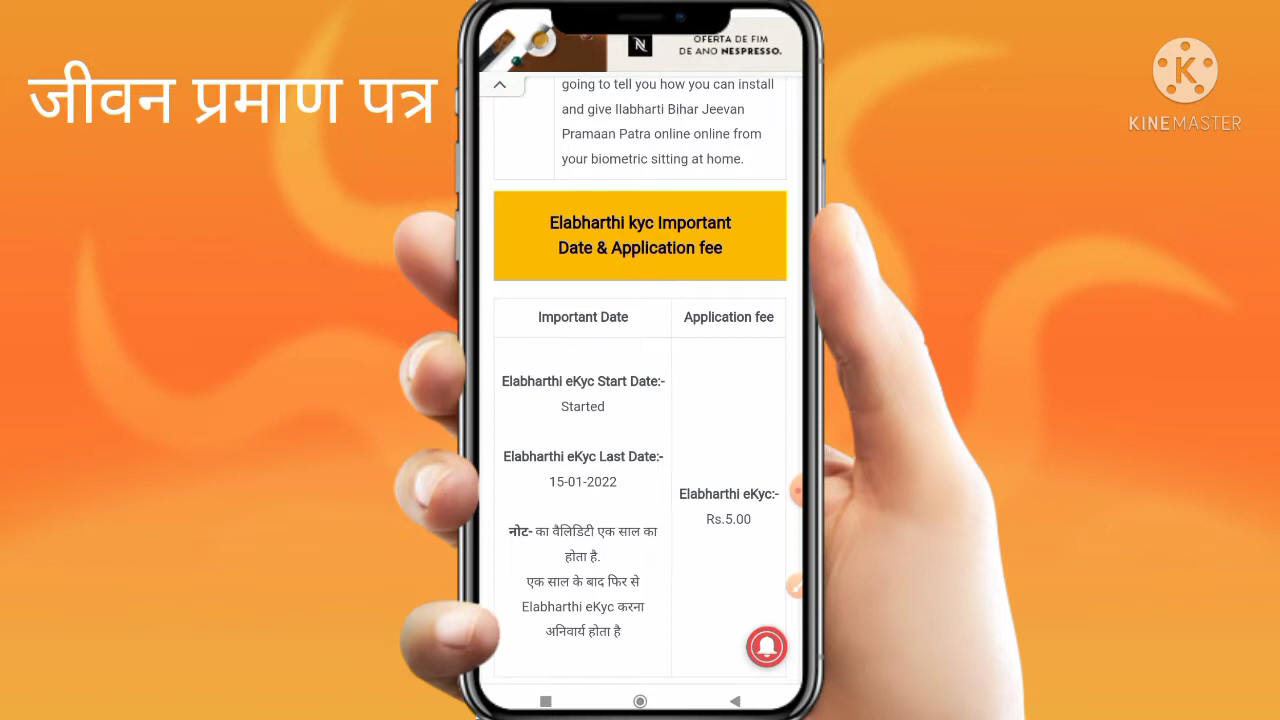 जीवन प्रमाण पत्र
OFERTA DE FIM
DE ANO NESPRESSO.
KINEMASTER
going to tell you how you can install
and give Ilabharti Bihar Jeevan
Pramaan Patra online online from
your biometric sitting at home.
Elabharthi kyc Important
Date & Application fee
Important Date
Application fee
Elabharthi eKyc Start Date:-
Started
Elabharthi eKyc Last Date:-
15-01-2022
Elabharthi eKyc:-
Rs.5.00
नोट- का वैलिडिटी एक साल का
होता है.
एक साल के बाद फिर से
Elabharthi eKyc करना
अनिवार्य होता है